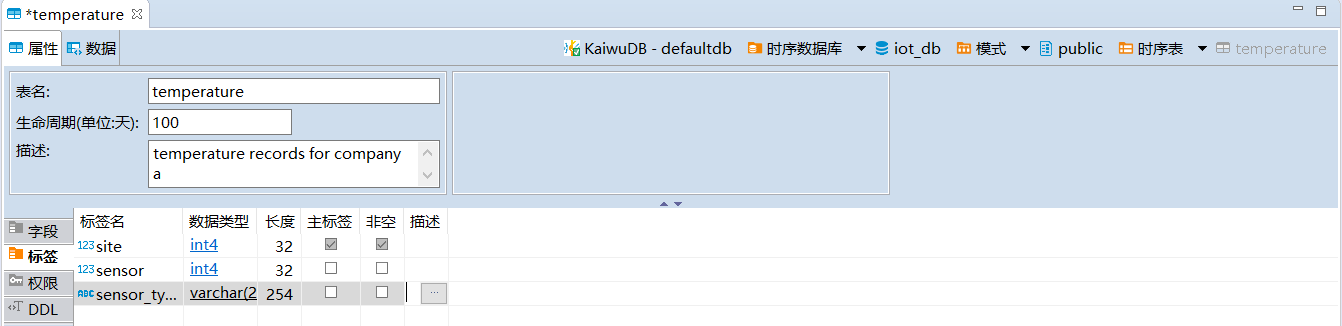 *temperature
属性 数据 KaiwuDB - defaultdb 时序数据库 iot_db 模式 public 时序表 temperature
表名: temperature
生命周期(单位:天): 100
描述: temperature records for company
a
标签名 数据类型 长度 主标签 非空 描述
字段
123 site int4 32
标签
123 sensor int4 32
权限
ABC sensor_ty... varchar(2 254 ...
DDL